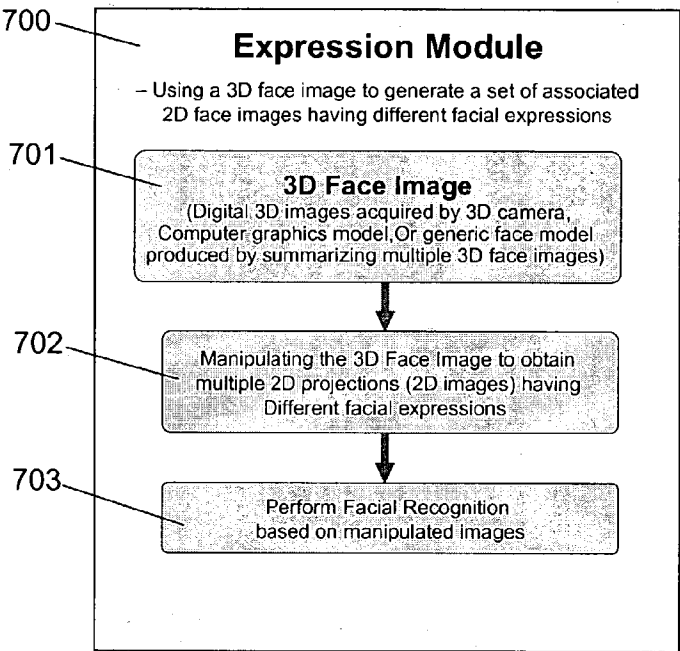 700
Expression Module
– Using a 3D face image to generate a set of associated
2D face images having different facial expressions
701
3D Face Image
(Digital 3D images acquired by 3D camera,
Computer graphics model,Or generic face model
produced by summarizing multiple 3D face images)
702
Manipulating the 3D Face Image to obtain
multiple 2D projections (2D images) having
Different facial expressions
703
Perform Facial Recognition
based on manipulated images